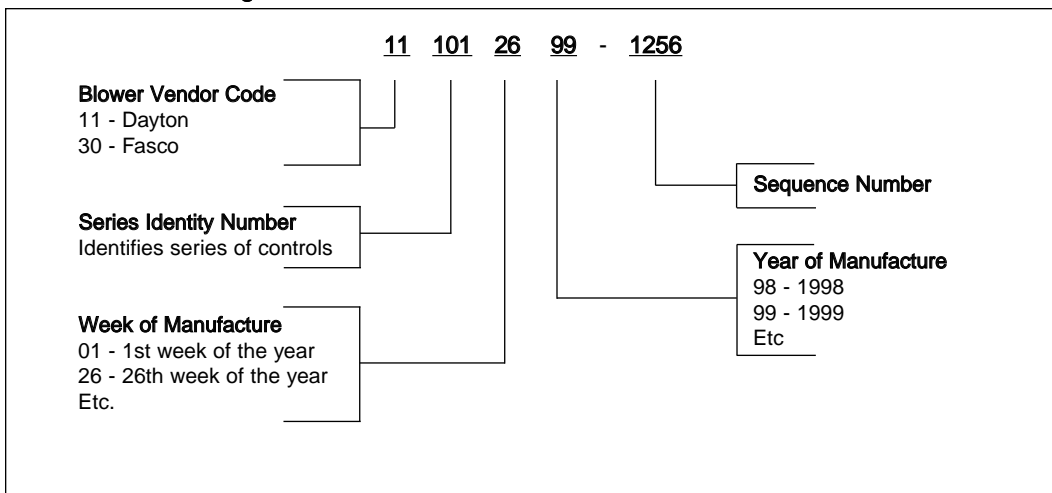 11 101 26 99 - 1256
Blower Vendor Code
11 - Dayton
30 - Fasco
Series Identity Number
Identifies series of controls
Week of Manufacture
01 - 1st week of the year
26 - 26th week of the year
Etc.
Sequence Number
Year of Manufacture
98 - 1998
99 - 1999
Etc